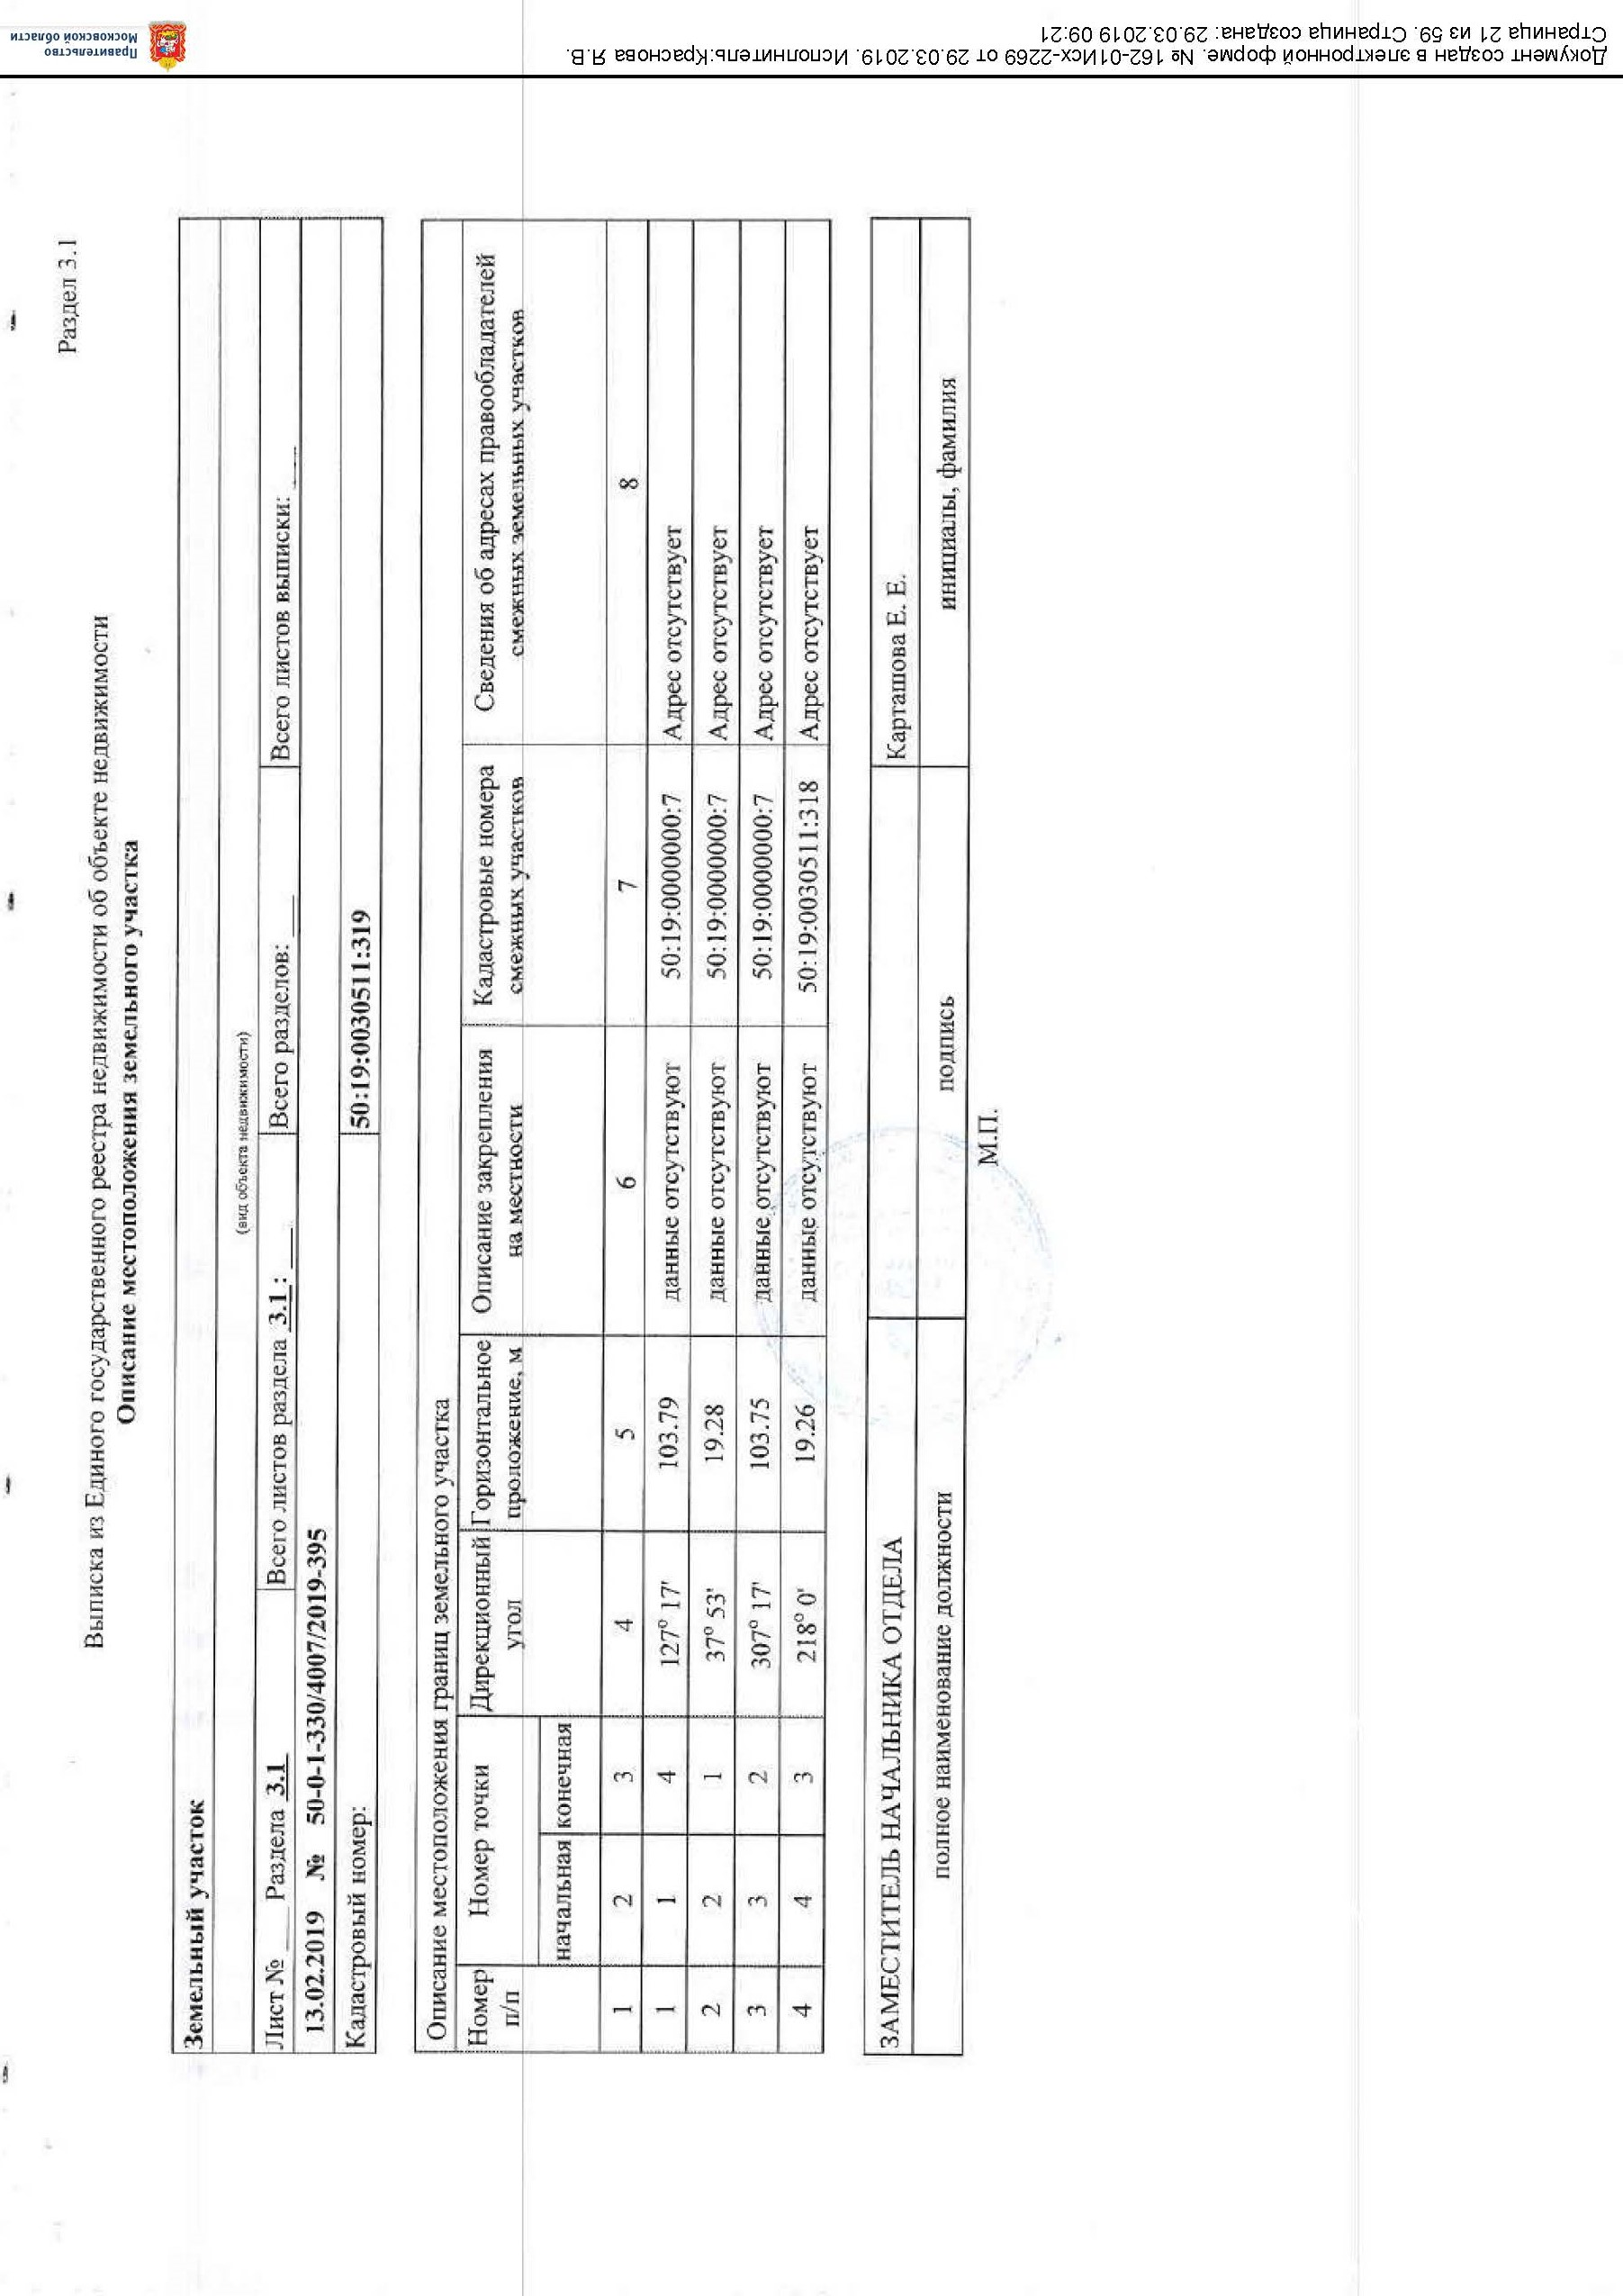 Документ создан в электронной форме. № 162-01Исх-2269 от 29.03.2019. Исполнитель:Краснова Я.В.
Страница 21 из 59. Страница создана: 29.03.2019 09:21
Правительство
Московской области
Раздел 3.1
Выписка из Единого государственного реестра недвижимости об объекте недвижимости
Описание местоположения земельного участка
Земельный участок
(вид объекта недвижимости)
Лист № ___ Раздела 3.1 Всего листов раздела 3.1 : ___ Всего разделов: ___ Всего листов выписки: ___
13.02.2019 № 50-0-1-330/4007/2019-395
Кадастровый номер: 50:19:0030511:319
Описание местоположения границ земельного участка
Номер п/п Номер точки Дирекционный угол Горизонтальное проложение, м Описание закрепления на местности Кадастровые номера смежных участков Сведения об адресах правообладателей смежных земельных участков
начальная конечная
1 2 3 4 5 6 7 8
1 1 4 127° 17' 103.79 данные отсутствуют 50:19:0000000:7 Адрес отсутствует
2 2 1 37° 53' 19.28 данные отсутствуют 50:19:0000000:7 Адрес отсутствует
3 3 2 307° 17' 103.75 данные отсутствуют 50:19:0000000:7 Адрес отсутствует
4 4 3 218° 0' 19.26 данные отсутствуют 50:19:0030511:318 Адрес отсутствует
ЗАМЕСТИТЕЛЬ НАЧАЛЬНИКА ОТДЕЛА Карташова Е. Е.
полное наименование должности подпись инициалы, фамилия
М.П.